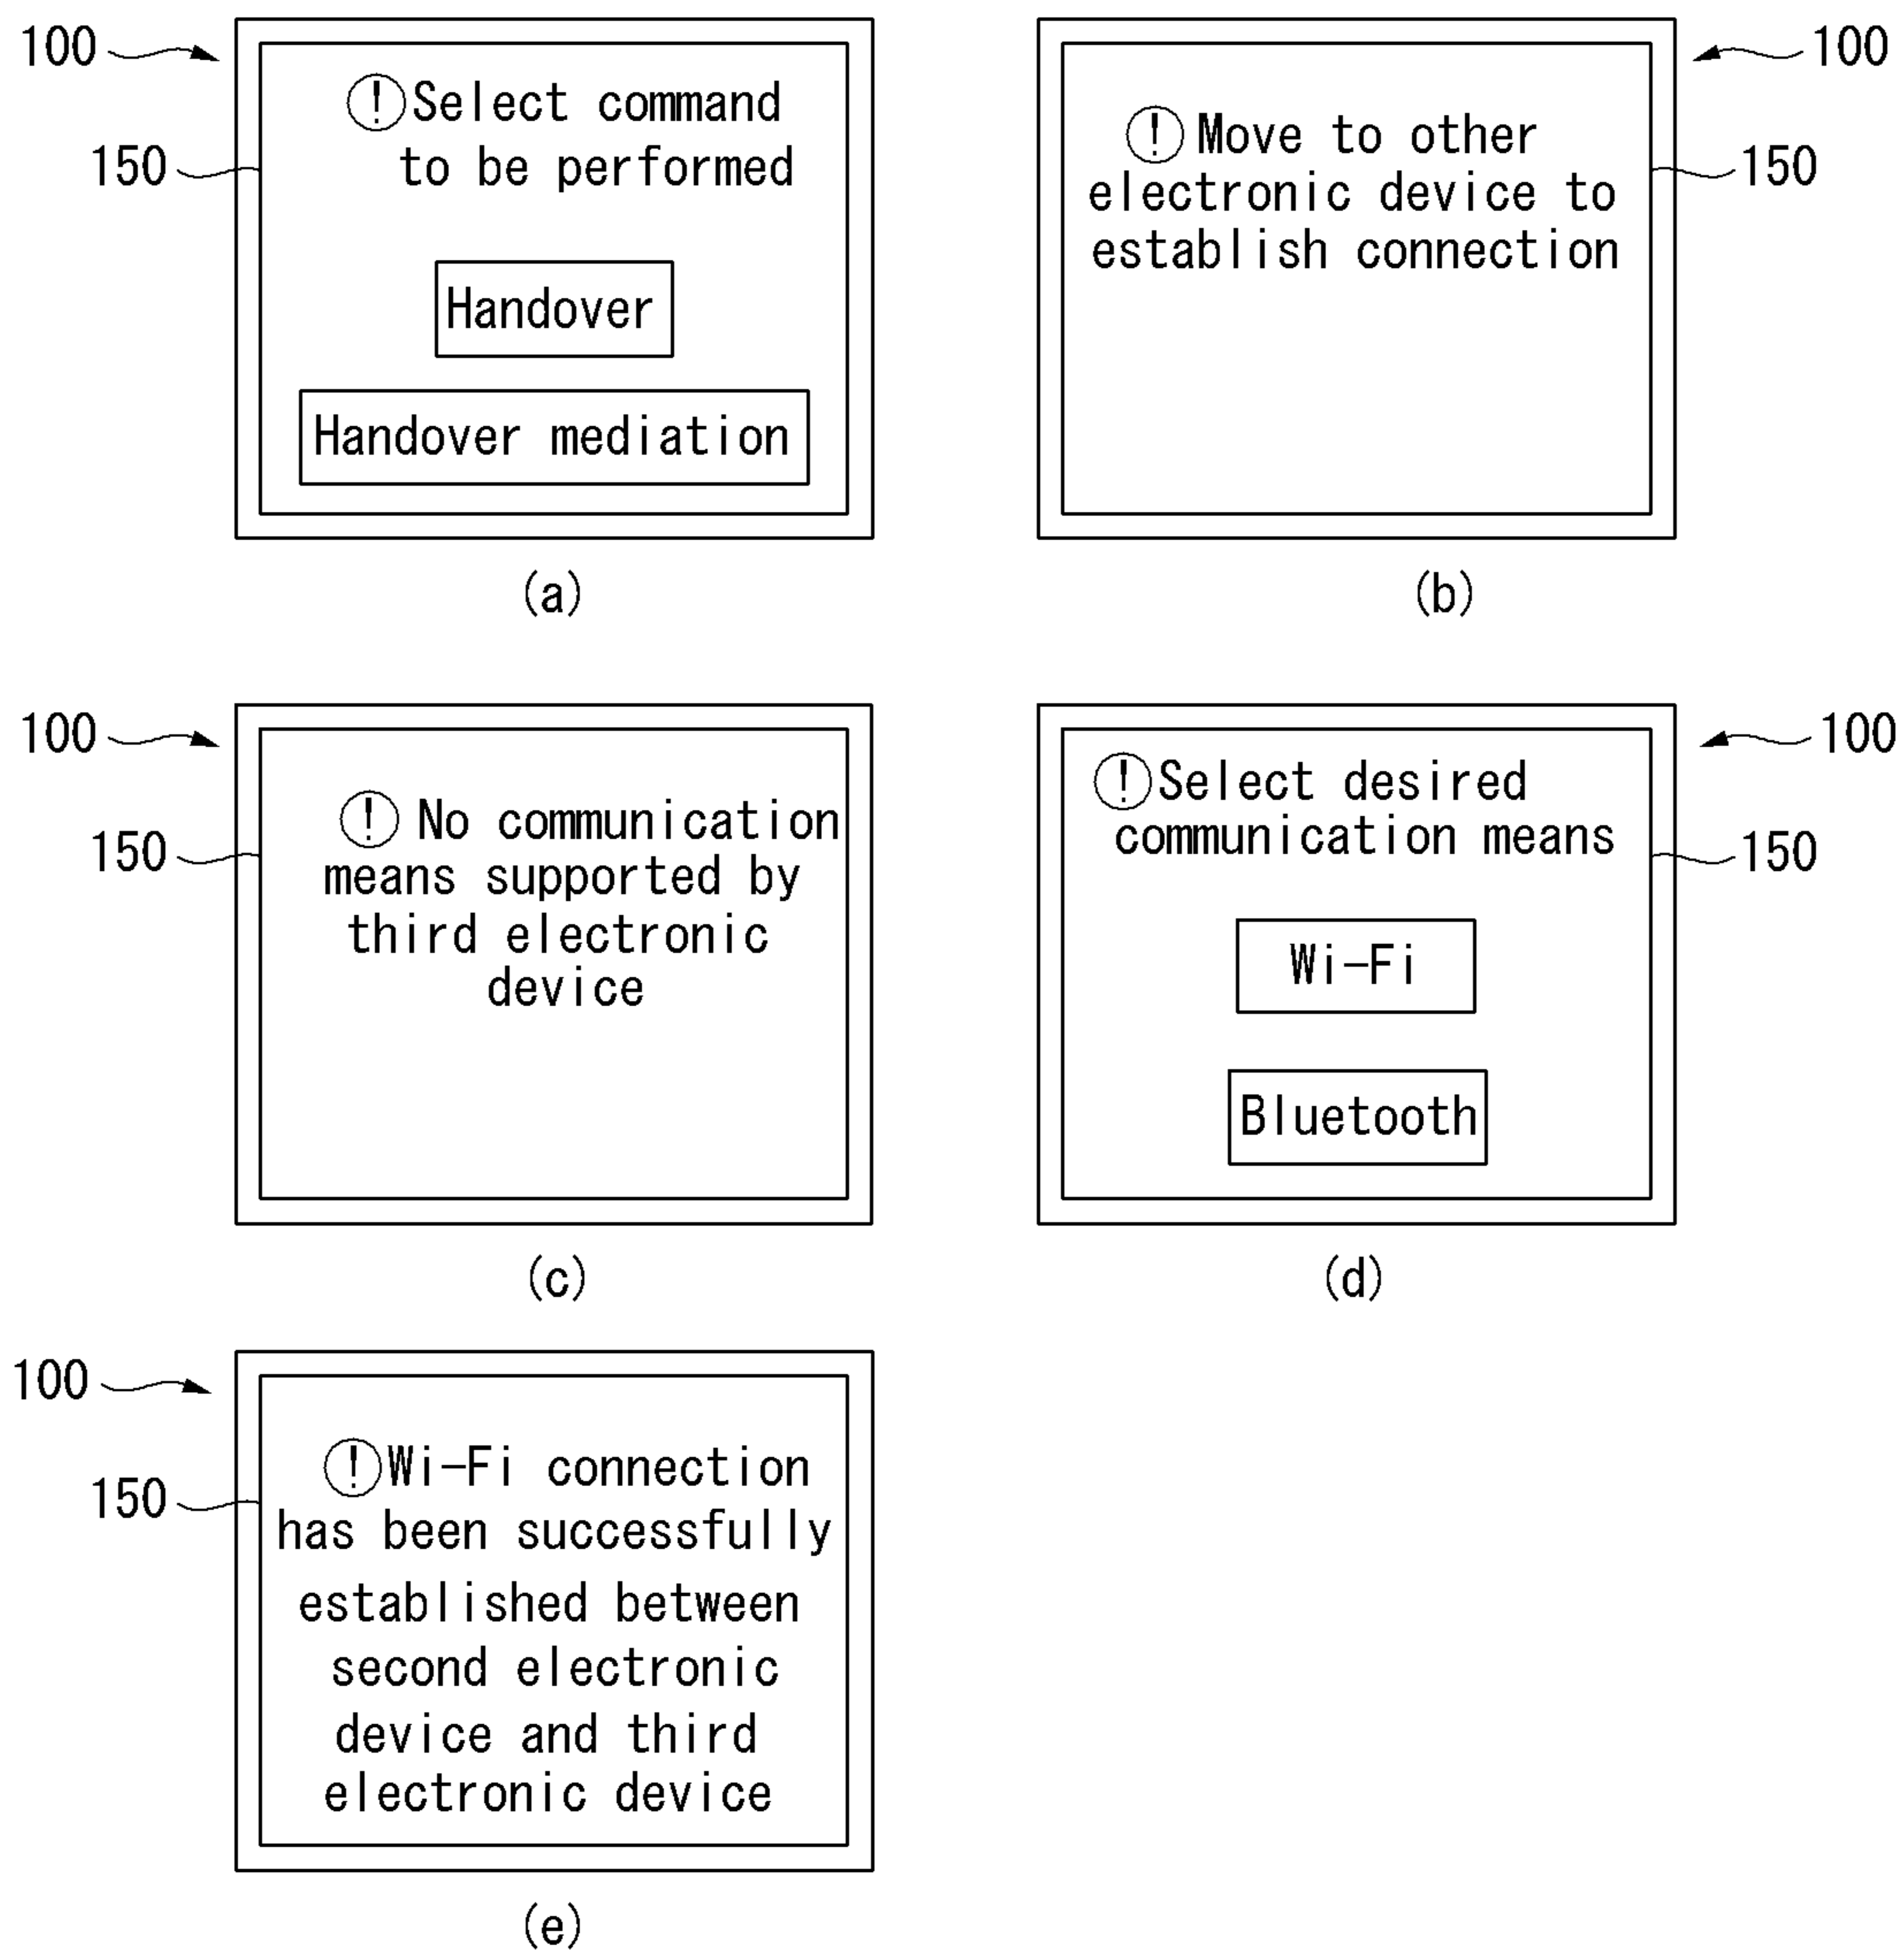 100
150
! Select command
to be performed
Handover
Handover mediation
(a)
100
150
! Move to other
electronic device to
establish connection
(b)
100
150
! No communication
means supported by
third electronic
device
(c)
100
150
! Select desired
communication means
Wi-Fi
Bluetooth
(d)
100
150
! Wi-Fi connection
has been successfully
established between
second electronic
device and third
electronic device
(e)